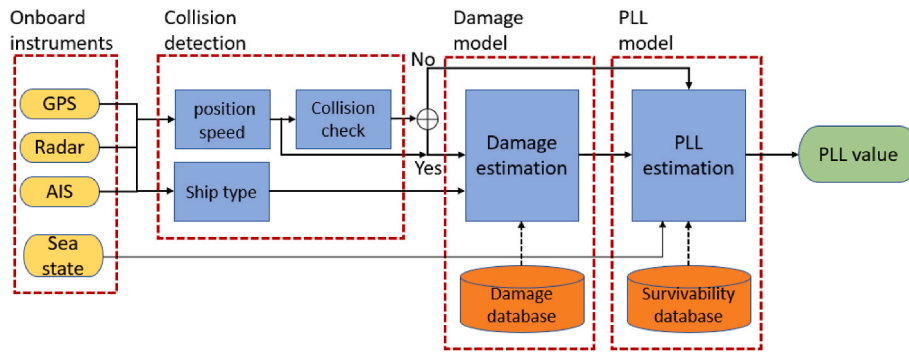 Onboard
instruments
Collision
detection
Damage
model
PLL
model
No
GPS
Radar
AIS
Sea
state
position
speed
Collision
check
Ship type
Yes
Damage
estimation
PLL
estimation
PLL value
Damage
database
Survivability
database